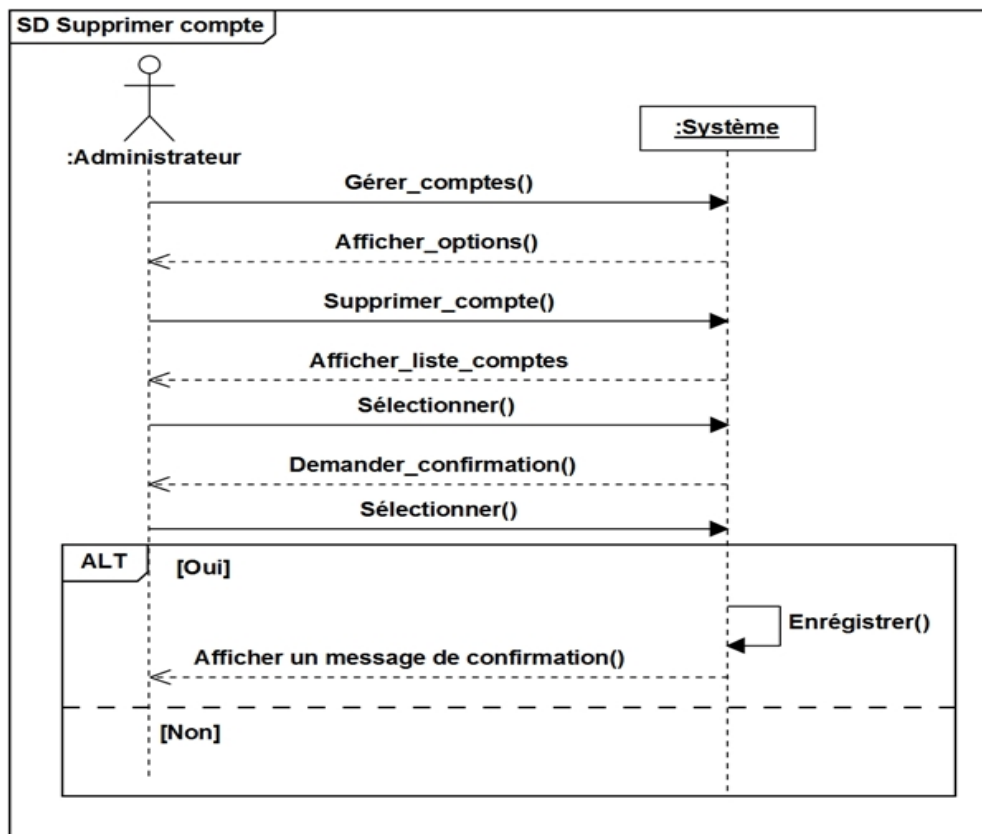 SD Supprimer compte
:Administrateur
:Système
Gérer_comptes()
Afficher_options()
Supprimer_compte()
Afficher_liste_comptes
Sélectionner()
Demander_confirmation()
Sélectionner()
ALT
[Oui]
Enrégistrer()
Afficher un message de confirmation()
[Non]